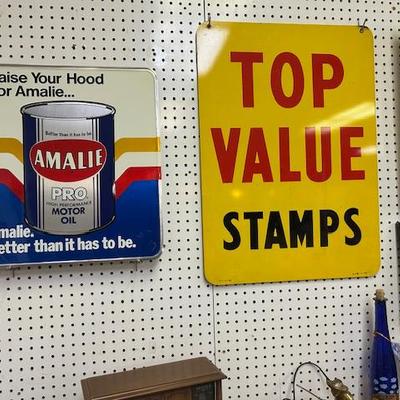 aise Your Hood
or Amalie...
Better than it has to be.
AMALIE
PRO
HIGH PERFORMANCE
MOTOR
OIL
malie.
etter than it has to be.
TOP
VALUE
STAMPS